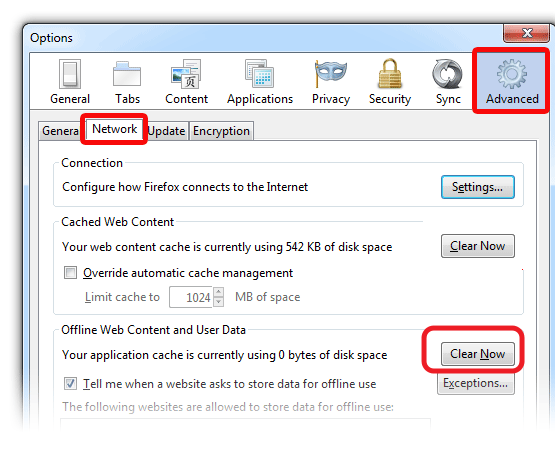 Options
General Tabs Content Applications Privacy Security Sync Advanced
General Network Update Encryption
Connection
Configure how Firefox connects to the Internet Settings...
Cached Web Content
Your web content cache is currently using 542 KB of disk space Clear Now
Override automatic cache management
Limit cache to 1024 MB of space
Offline Web Content and User Data
Your application cache is currently using 0 bytes of disk space Clear Now
Tell me when a website asks to store data for offline use Exceptions...
The following websites are allowed to store data for offline use: